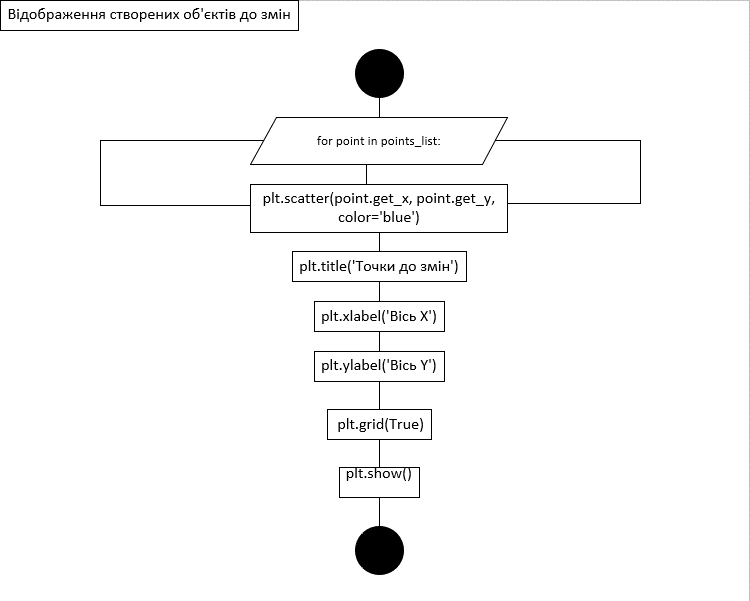 Відображення створених об'єктів до змін
for point in points_list:
plt.scatter(point.get_x, point.get_y,
color='blue')
plt.title('Точки до змін')
plt.xlabel('Вісь X')
plt.ylabel('Вісь Y')
plt.grid(True)
plt.show()